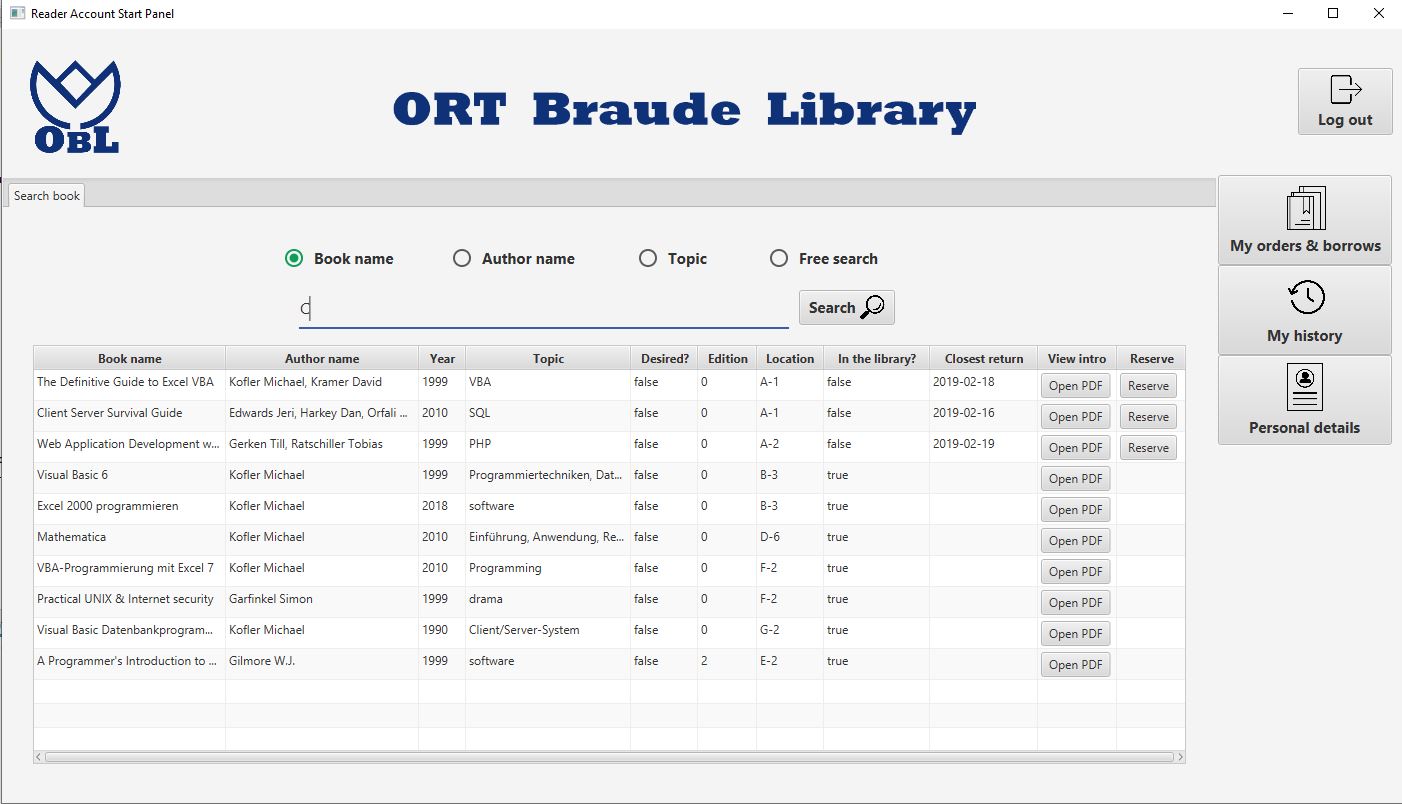 Reader Account Start Panel
OBL
ORT Braude Library
Log out
Search book
My orders & borrows
My history
Personal details
Book name Author name Topic Free search
C
Search
Book name Author name Year Topic Desired? Edition Location In the library? Closest return View intro Reserve
The Definitive Guide to Excel VBA Kofler Michael, Kramer David 1999 VBA false 0 A-1 false 2019-02-18 Open PDF Reserve
Client Server Survival Guide Edwards Jeri, Harkey Dan, Orfali ... 2010 SQL false 0 A-1 false 2019-02-16 Open PDF Reserve
Web Application Development w... Gerken Till, Ratschiller Tobias 1999 PHP false 0 A-2 false 2019-02-19 Open PDF Reserve
Visual Basic 6 Kofler Michael 1999 Programmiertechniken, Dat... false 0 B-3 true Open PDF
Excel 2000 programmieren Kofler Michael 2018 software false 0 B-3 true Open PDF
Mathematica Kofler Michael 2010 Einführung, Anwendung, Re... false 0 D-6 true Open PDF
VBA-Programmierung mit Excel 7 Kofler Michael 2010 Programming false 0 F-2 true Open PDF
Practical UNIX & Internet security Garfinkel Simon 1999 drama false 0 F-2 true Open PDF
Visual Basic Datenbankprogram... Kofler Michael 1990 Client/Server-System false 0 G-2 true Open PDF
A Programmer's Introduction to ... Gilmore W.J. 1999 software false 2 E-2 true Open PDF